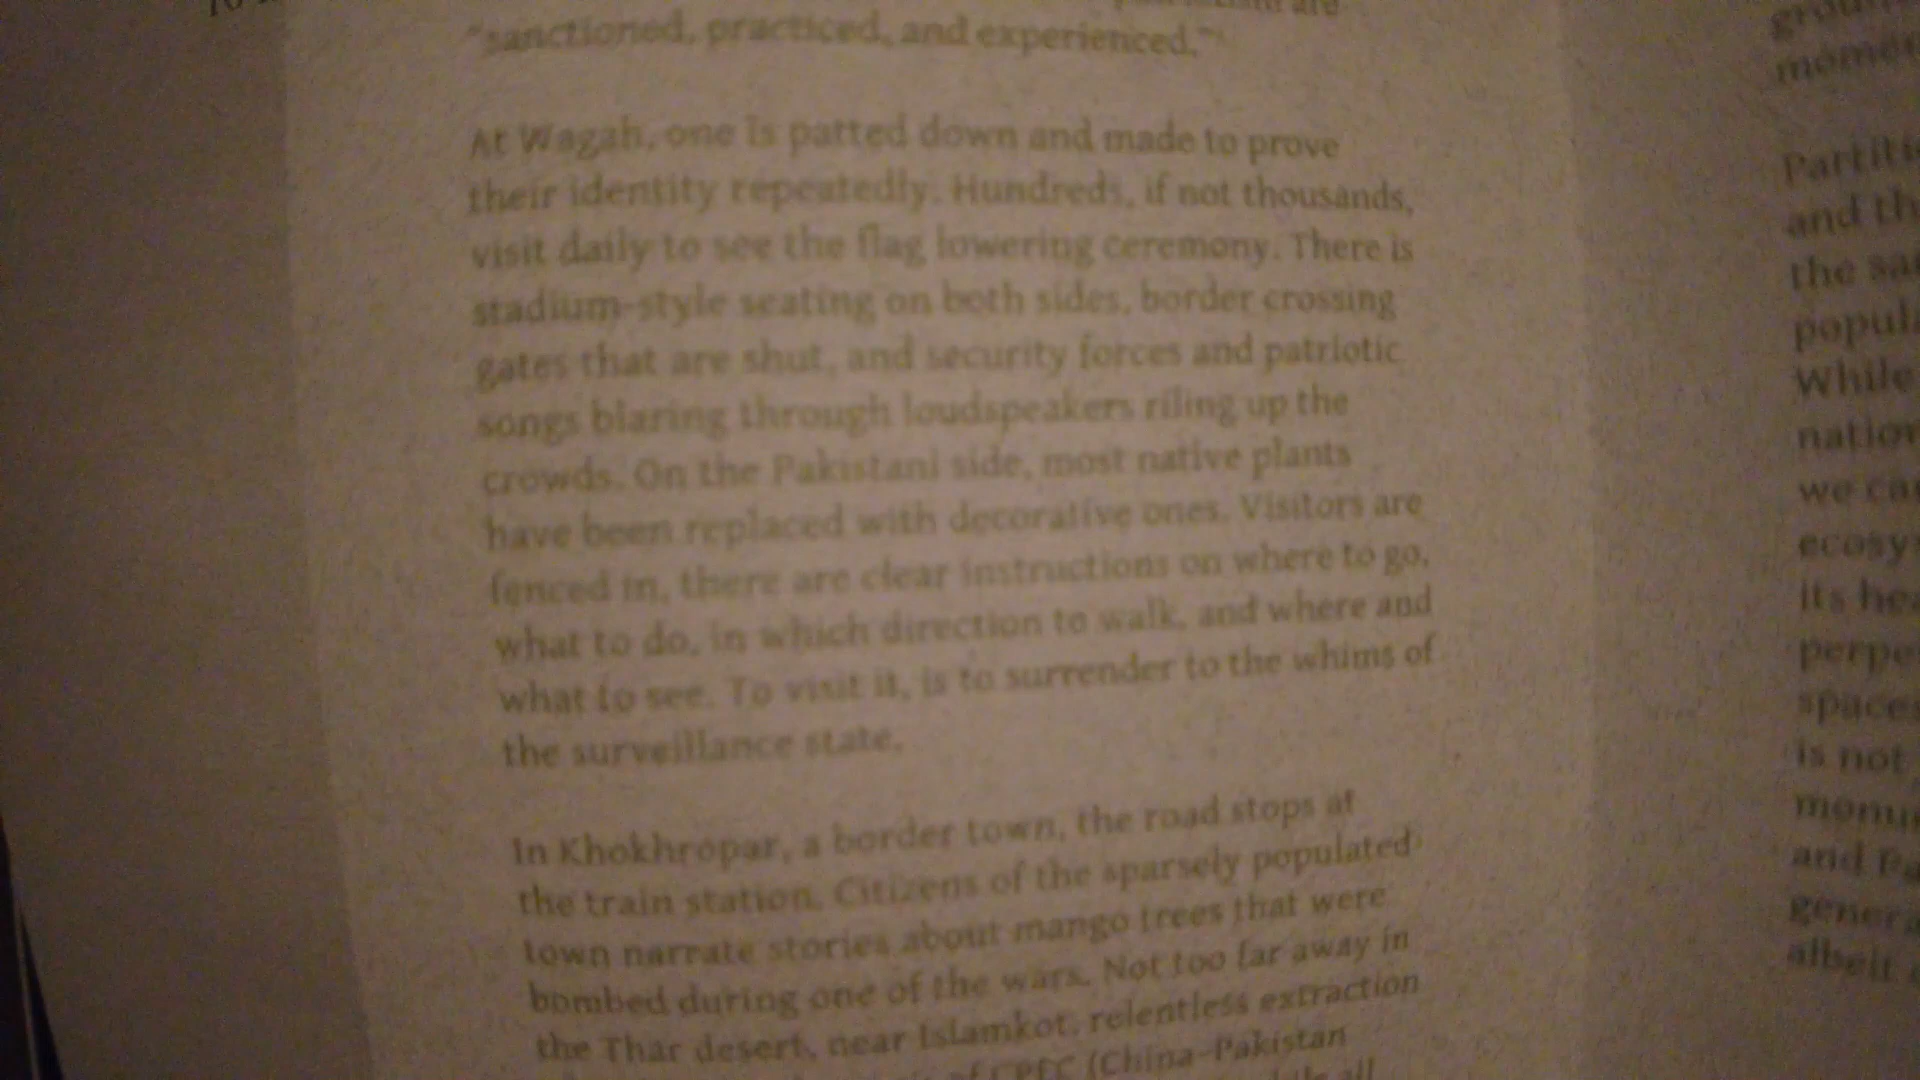 are
"sanctioned, practiced, and experienced."
At Wagah, one is patted down and made to prove
their identity repeatedly. Hundreds, if not thousands,
visit daily to see the flag lowering ceremony. There is
stadium-style seating on both sides, border crossing
gates that are shut, and security forces and patriotic
songs blaring through loudspeakers riling up the
crowds. On the Pakistani side, most native plants
have been replaced with decorative ones. Visitors are
fenced in, there are clear instructions on where to go,
what to do, in which direction to walk, and where and
what to see. To visit it, is to surrender to the whims of
the surveillance state.
In Khokhropar, a border town, the road stops at
the train station. Citizens of the sparsely populated
town narrate stories about mango trees that were
bombed during one of the wars. Not too far away in
the Thar desert, near Islamkot, relentless extraction
of CPEC (China-Pakistan
all
and th
the
While
we
its
is not
and
albeit